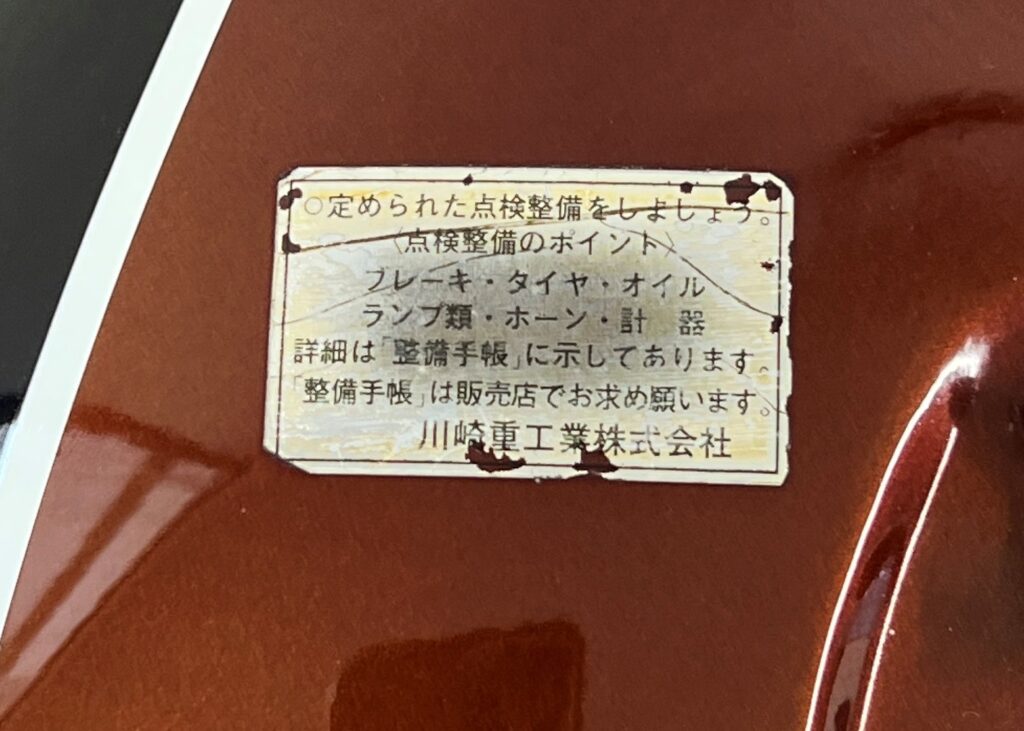 ○定められた点検整備をしましょう。
〈点検整備のポイント〉
ブレーキ・タイヤ・オイル
ランプ類・ホーン・計 器
詳細は「整備手帳」に示してあります。
「整備手帳」は販売店でお求め願います。
川崎重工業株式会社